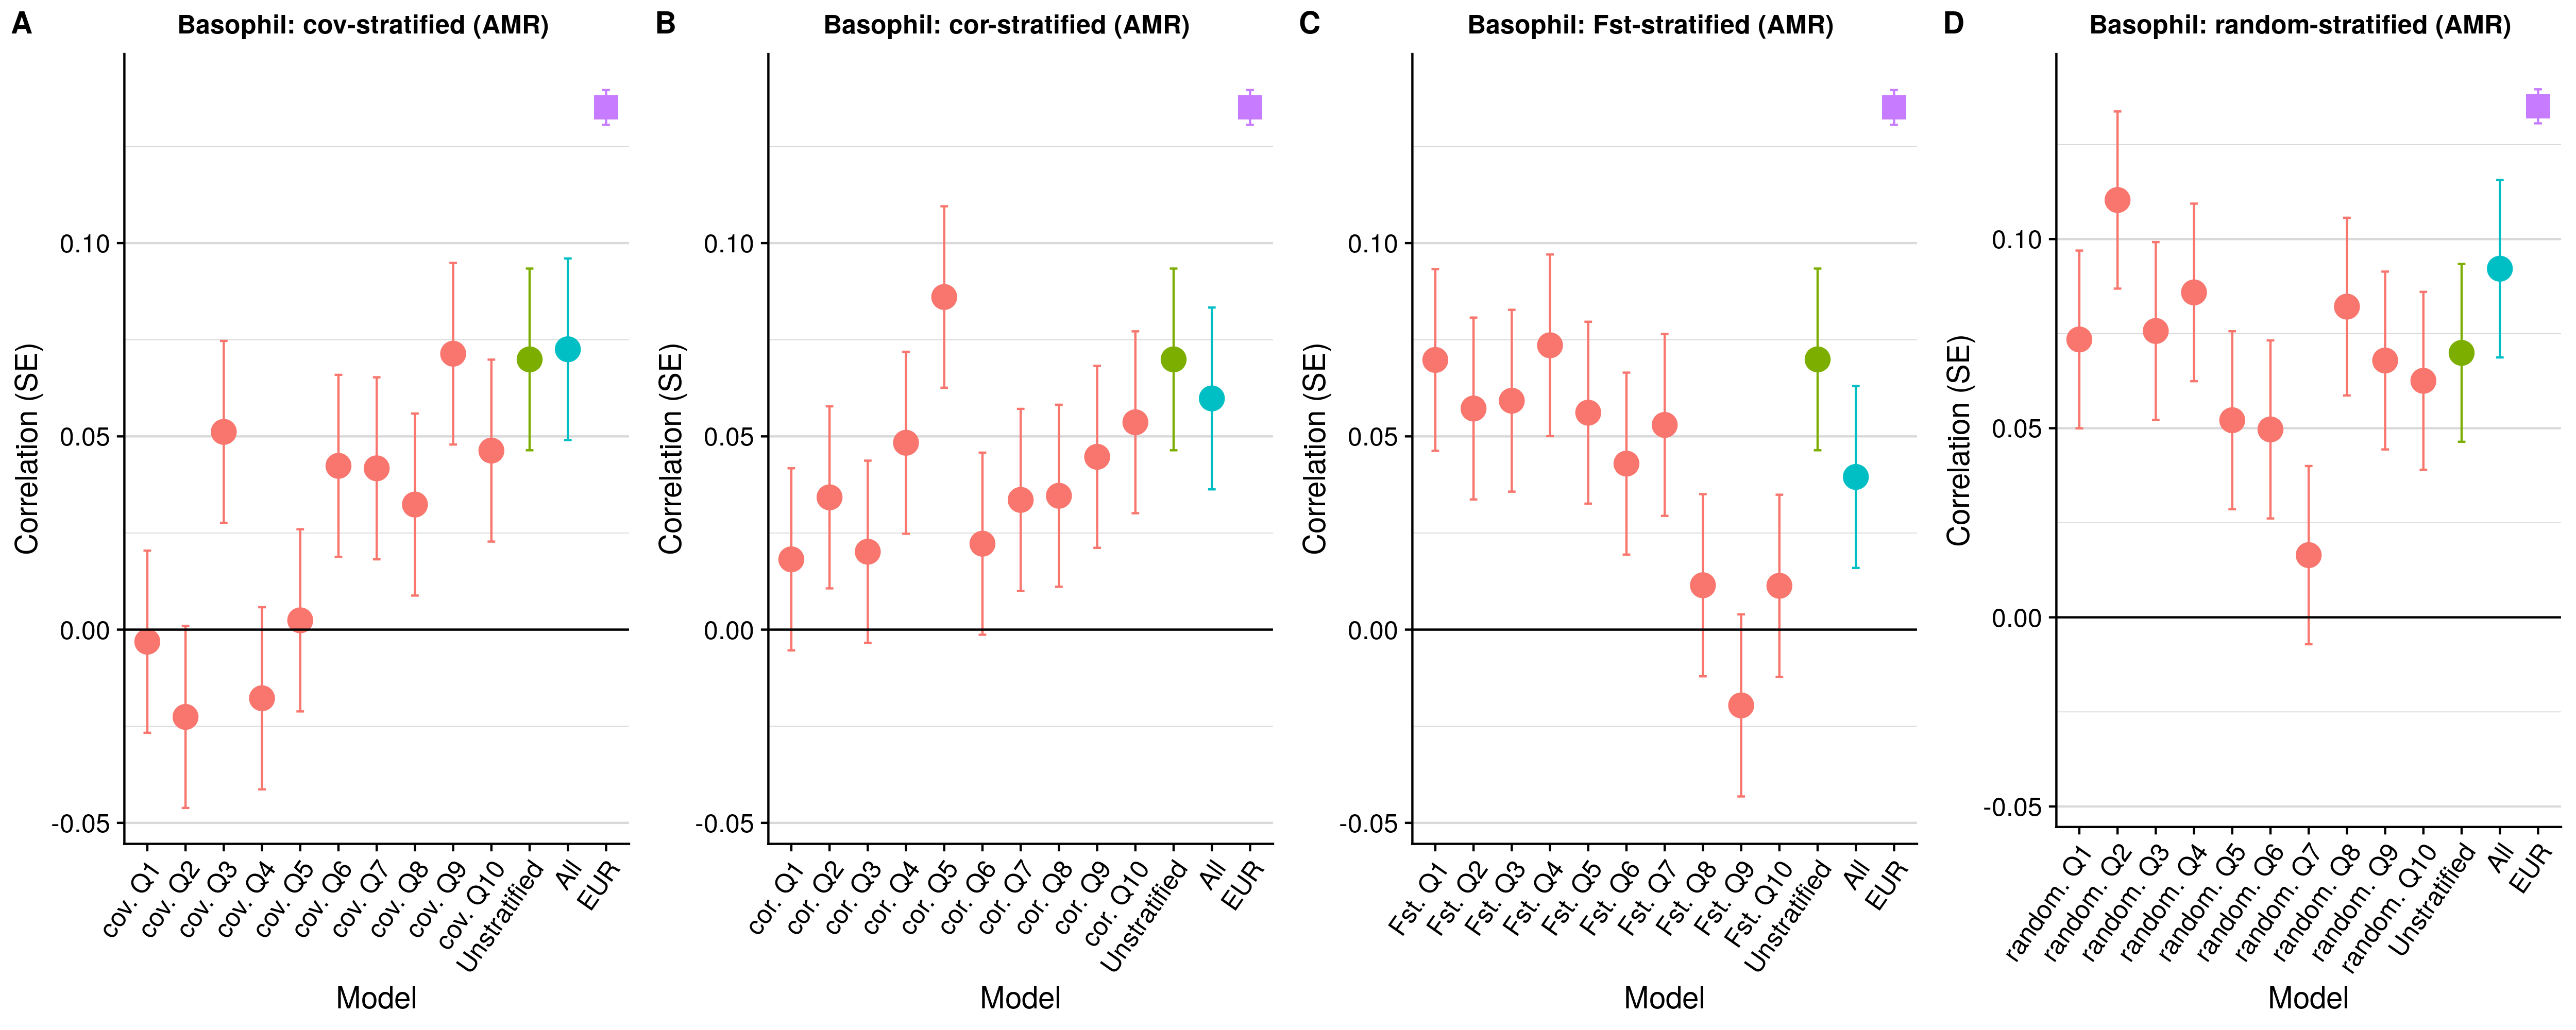 A
Basophil: cov-stratified (AMR)
Correlation (SE)
0.10
0.05
0.00
-0.05
cov. Q1
cov. Q2
cov. Q3
cov. Q4
cov. Q5
cov. Q6
cov. Q7
cov. Q8
cov. Q9
cov. Q10
Unstratified
All
EUR
Model
B
Basophil: cor-stratified (AMR)
Correlation (SE)
0.10
0.05
0.00
-0.05
cor. Q1
cor. Q2
cor. Q3
cor. Q4
cor. Q5
cor. Q6
cor. Q7
cor. Q8
cor. Q9
cor. Q10
Unstratified
All
EUR
Model
C
Basophil: Fst-stratified (AMR)
Correlation (SE)
0.10
0.05
0.00
-0.05
Fst. Q1
Fst. Q2
Fst. Q3
Fst. Q4
Fst. Q5
Fst. Q6
Fst. Q7
Fst. Q8
Fst. Q9
Fst. Q10
Unstratified
All
EUR
Model
D
Basophil: random-stratified (AMR)
Correlation (SE)
0.10
0.05
0.00
-0.05
random. Q1
random. Q2
random. Q3
random. Q4
random. Q5
random. Q6
random. Q7
random. Q8
random. Q9
random. Q10
Unstratified
All
EUR
Model